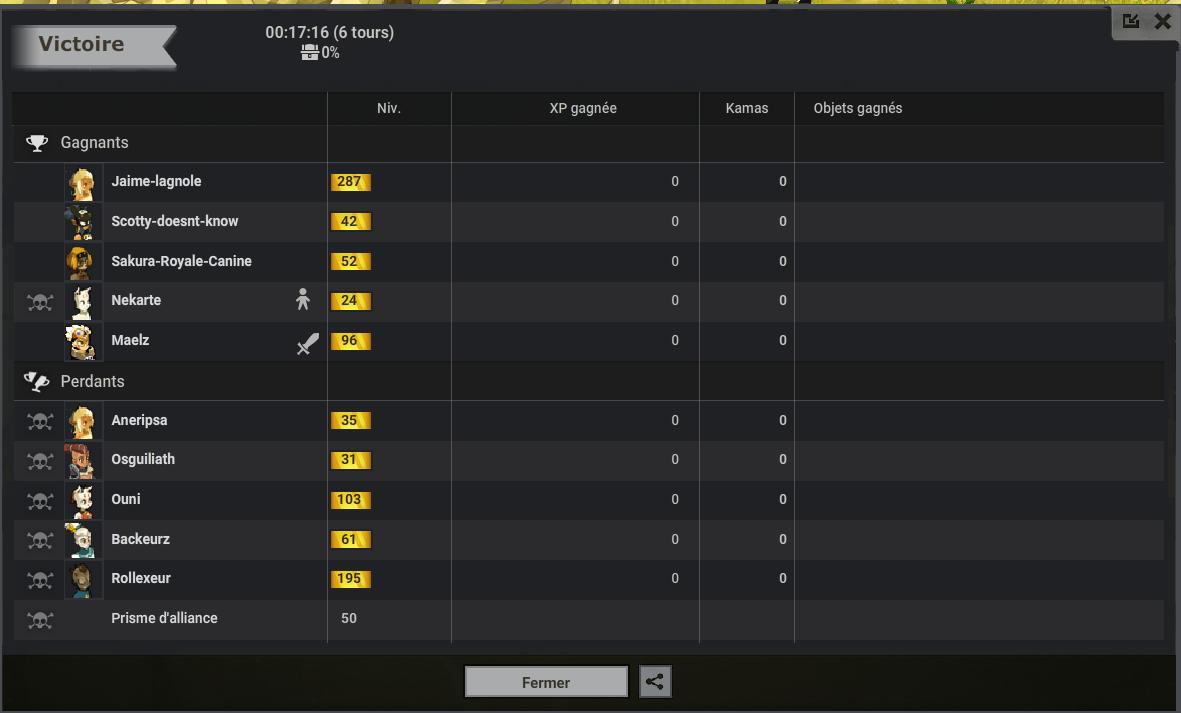 Victoire
00:17:16 (6 tours)
0%
Niv. XP gagnée Kamas Objets gagnés
Gagnants
Jaime-lagnole 287 0 0
Scotty-doesnt-know 42 0 0
Sakura-Royale-Canine 52 0 0
Nekarte 24 0 0
Maelz 96 0 0
Perdants
Aneripsa 35 0 0
Osguiliath 31 0 0
Ouni 103 0 0
Backeurz 61 0 0
Rollexeur 195 0 0
Prisme d'alliance 50
Fermer